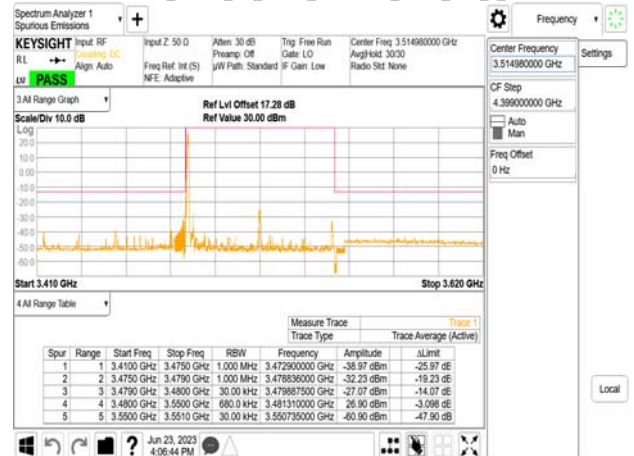 Spectrum Analyzer 1
Spurious Emissions
Frequency
KEYSIGHT Input: RF Input Z: 50 Ω Atten: 30 dB Trig: Free Run Center Freq: 3.514980000 GHz
RL Coupling: DC Preamp: Off Gate: LO Avg|Hold: 30/30
Align: Auto Freq Ref: Int (S) µW Path: Standard IF Gain: Low Radio Std: None
LV PASS NFE: Adaptive
Center Frequency
3.514980000 GHz
Settings
CF Step
4.399000000 GHz
Auto
Man
Freq Offset
0 Hz
3 All Range Graph
Ref Lvl Offset 17.28 dB
Scale/Div 10.0 dB Ref Value 30.00 dBm
Log
20.0
10.0
0.00
-10.0
-20.0
-30.0
-40.0
-50.0
-60.0
Start 3.410 GHz Stop 3.620 GHz
4 All Range Table
Measure Trace Trace 1
Trace Type Trace Average (Active)
Spur Range Start Freq Stop Freq RBW Frequency Amplitude ΔLimit
1 1 3.4100 GHz 3.4750 GHz 1.000 MHz 3.472900000 GHz -38.97 dBm -25.97 dB
2 2 3.4750 GHz 3.4790 GHz 1.000 MHz 3.478836000 GHz -32.23 dBm -19.23 dB
3 3 3.4790 GHz 3.4800 GHz 30.00 kHz 3.479887500 GHz -27.07 dBm -14.07 dB
4 4 3.4800 GHz 3.5500 GHz 680.0 kHz 3.481310000 GHz 26.90 dBm -3.098 dB
5 5 3.5500 GHz 3.5510 GHz 30.00 kHz 3.550735000 GHz -60.90 dBm -47.90 dB
Local
Jun 23, 2023
4:06:44 PM